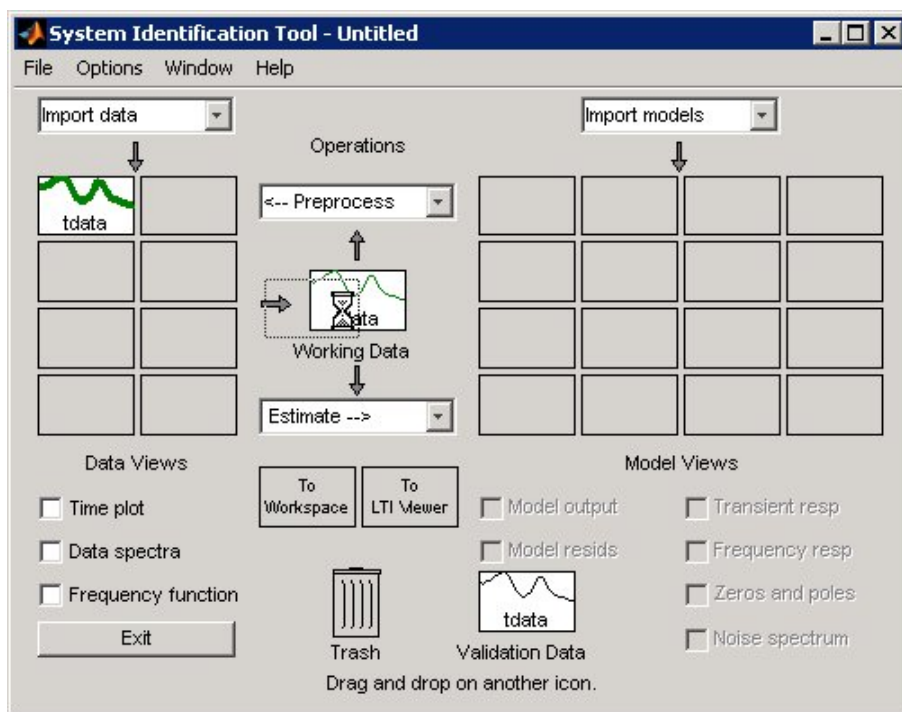 System Identification Tool - Untitled
File Options Window Help
Import data
Import models
Operations
tdata
<-- Preprocess
Working Data
Estimate -->
Data Views
Model Views
To Workspace
To LTI Viewer
Time plot
Data spectra
Frequency function
Model output
Model resids
Transient resp
Frequency resp
Zeros and poles
Noise spectrum
Exit
Trash
tdata
Validation Data
Drag and drop on another icon.